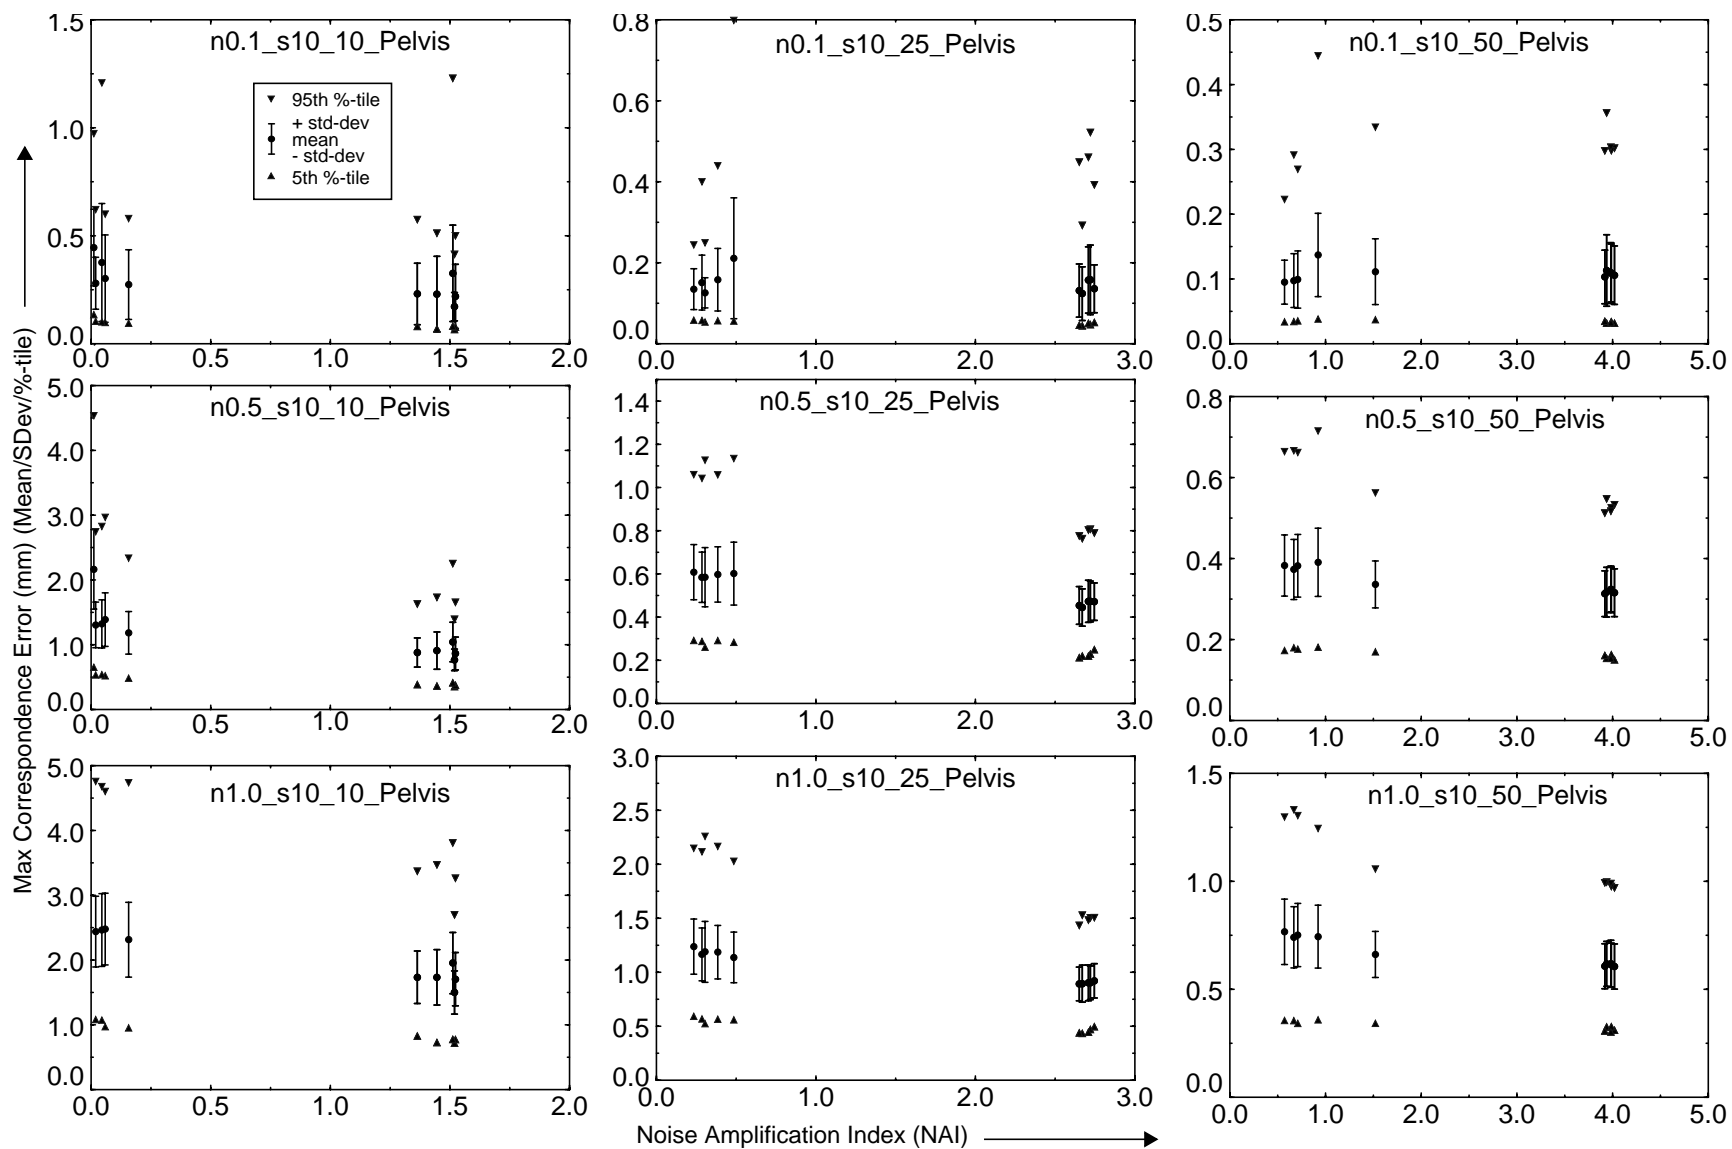 n0.1_s10_10_Pelvis
1.5
1.0
0.5
0.0
0.0 0.5 1.0 1.5 2.0
95th %-tile
+ std-dev
mean
- std-dev
5th %-tile
n0.1_s10_25_Pelvis
0.8
0.6
0.4
0.2
0.0
0.0 1.0 2.0 3.0
n0.1_s10_50_Pelvis
0.5
0.4
0.3
0.2
0.1
0.0
0.0 1.0 2.0 3.0 4.0 5.0
n0.5_s10_10_Pelvis
5.0
4.0
3.0
2.0
1.0
0.0
0.0 0.5 1.0 1.5 2.0
n0.5_s10_25_Pelvis
1.4
1.2
1.0
0.8
0.6
0.4
0.2
0.0
0.0 1.0 2.0 3.0
n0.5_s10_50_Pelvis
0.8
0.6
0.4
0.2
0.0
0.0 1.0 2.0 3.0 4.0 5.0
n1.0_s10_10_Pelvis
5.0
4.0
3.0
2.0
1.0
0.0
0.0 0.5 1.0 1.5 2.0
n1.0_s10_25_Pelvis
3.0
2.5
2.0
1.5
1.0
0.5
0.0
0.0 1.0 2.0 3.0
n1.0_s10_50_Pelvis
1.5
1.0
0.5
0.0
0.0 1.0 2.0 3.0 4.0 5.0
Max Correspondence Error (mm) (Mean/SDev/%-tile)
Noise Amplification Index (NAI)